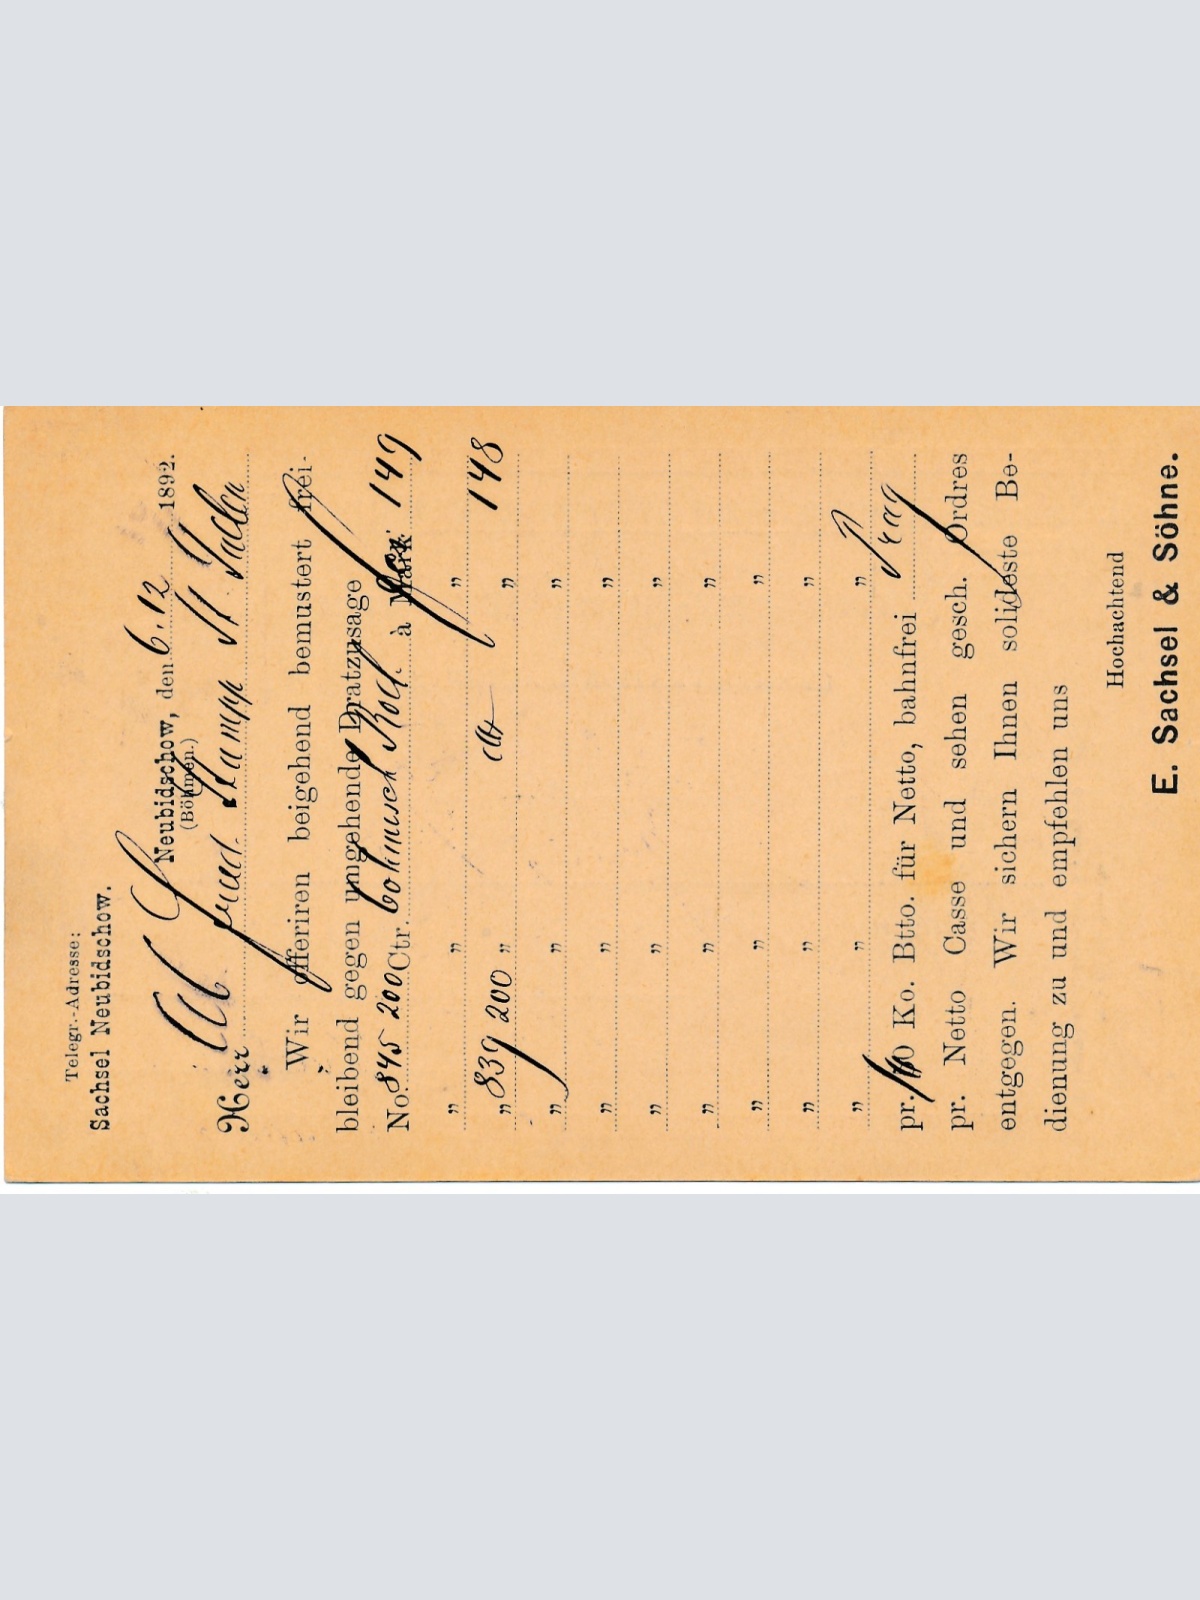 Telegr.-Adresse:
Sachsel Neubidschow.
Neubidschow, den 6.12 1892.
(Böhmen.)
Herr
Wir offeriren beigehend bemustert frei-
bleibend gegen umgehende Dratzusage
No. 845 200 Ctr. à Mark 149
„ „ „
„ 839 200 „ „ 148
„ „ „
„ „ „
„ „ „
„ „ „
„ „ „
„ „ „
„ „ „
pr. Ko. Btto. für Netto, bahnfrei Prag
pr. Netto Casse und sehen gesch. Ordres
entgegen. Wir sichern Ihnen solideste Be-
dienung zu und empfehlen uns
Hochachtend
E. Sachsel & Söhne.